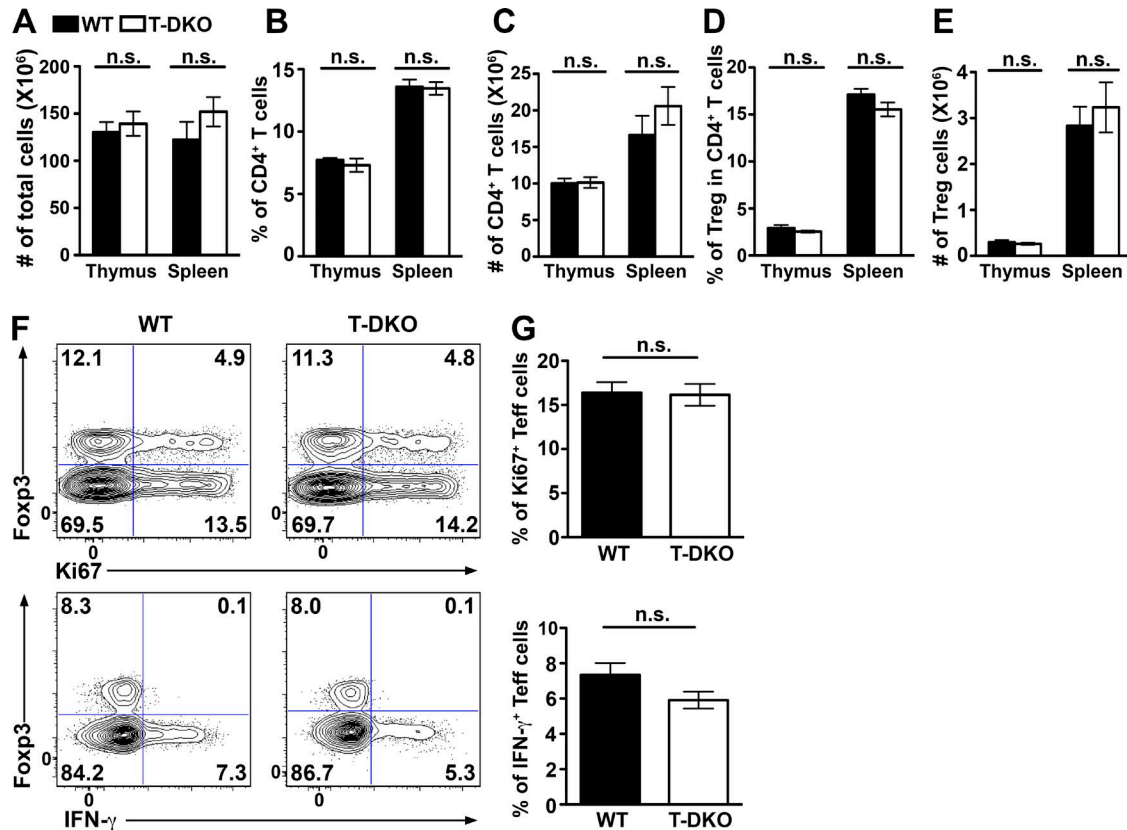 A
WT
T-DKO
# of total cells (X10⁶)
200
150
100
50
0
n.s.
n.s.
Thymus
Spleen
B
% of CD4⁺ T cells
15
10
5
0
n.s.
n.s.
Thymus
Spleen
C
# of CD4⁺ T cells (X10⁶)
25
20
15
10
5
0
n.s.
n.s.
Thymus
Spleen
D
% of Treg in CD4⁺ T cells
20
15
10
5
0
n.s.
n.s.
Thymus
Spleen
E
# of Treg cells (X10⁶)
4
3
2
1
0
n.s.
n.s.
Thymus
Spleen
F
WT
T-DKO
Foxp3
0
12.1
4.9
69.5
13.5
0
11.3
4.8
69.7
14.2
0
Ki67
Foxp3
0
8.3
0.1
84.2
7.3
0
0
8.0
0.1
86.7
5.3
0
IFN-γ
G
% of Ki67⁺ Teff cells
20
15
10
5
0
n.s.
WT
T-DKO
% of IFN-γ⁺ Teff cells
10
8
6
4
2
0
n.s.
WT
T-DKO